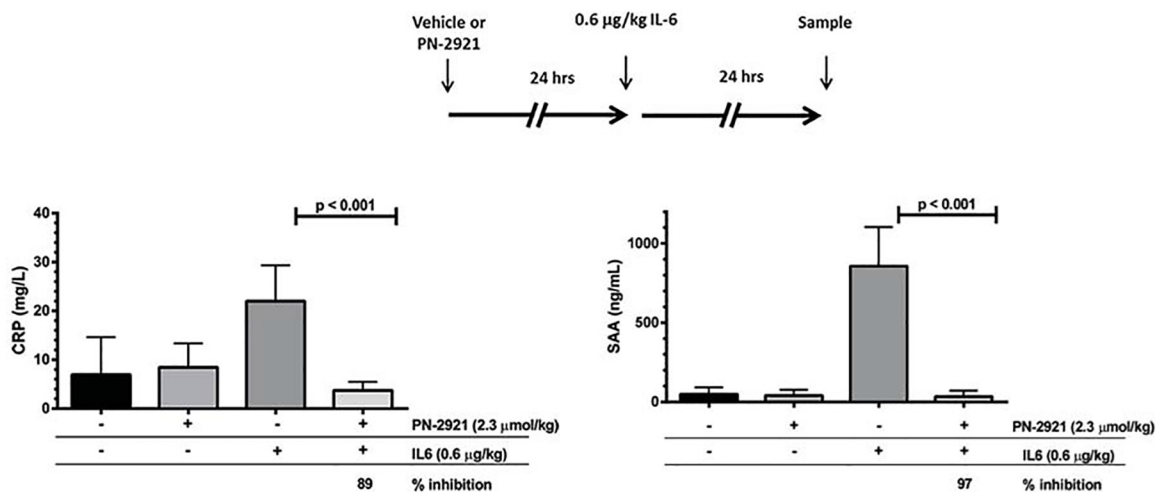 Vehicle or
PN-2921
0.6 µg/kg IL-6
Sample
24 hrs
24 hrs
p < 0.001
40
30
20
10
0
CRP (mg/L)
- + - + PN-2921 (2.3 µmol/kg)
- - + + IL6 (0.6 µg/kg)
89 % inhibition
p < 0.001
1000
500
0
SAA (ng/mL)
- + - + PN-2921 (2.3 µmol/kg)
- - + + IL6 (0.6 µg/kg)
97 % inhibition